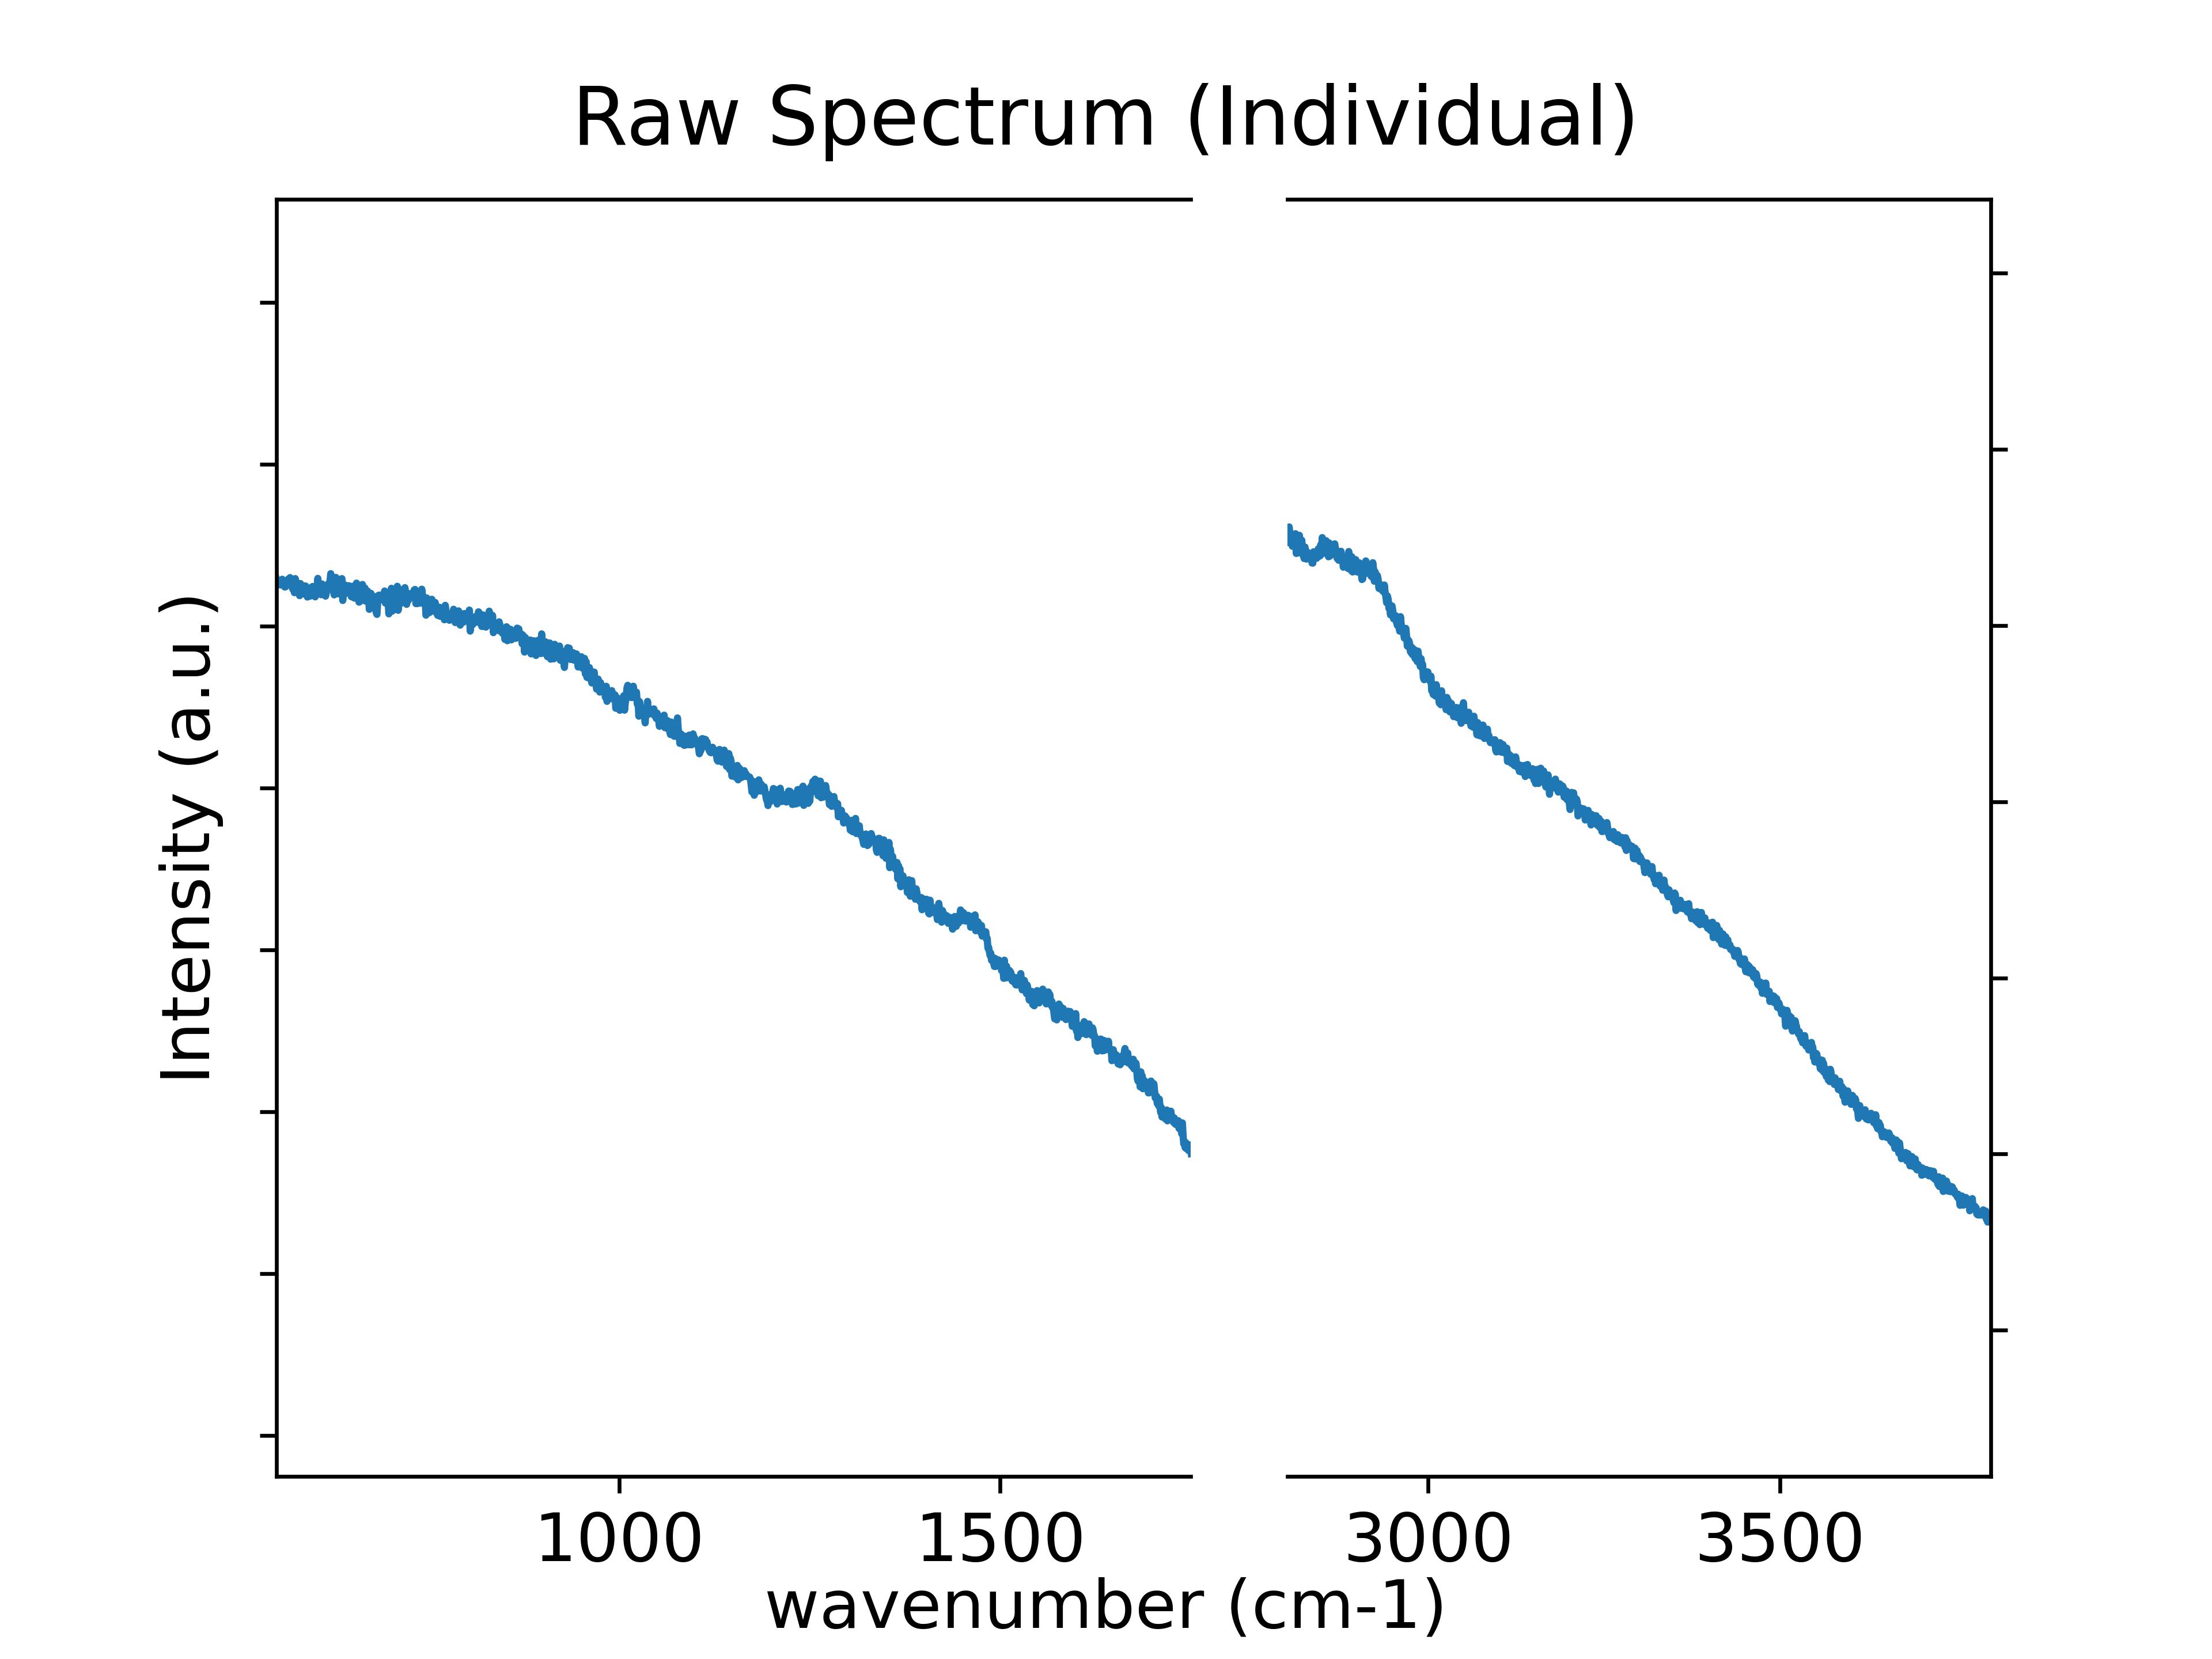 Raw Spectrum (Individual)
Intensity (a.u.)
1000 1500 3000 3500
wavenumber (cm-1)